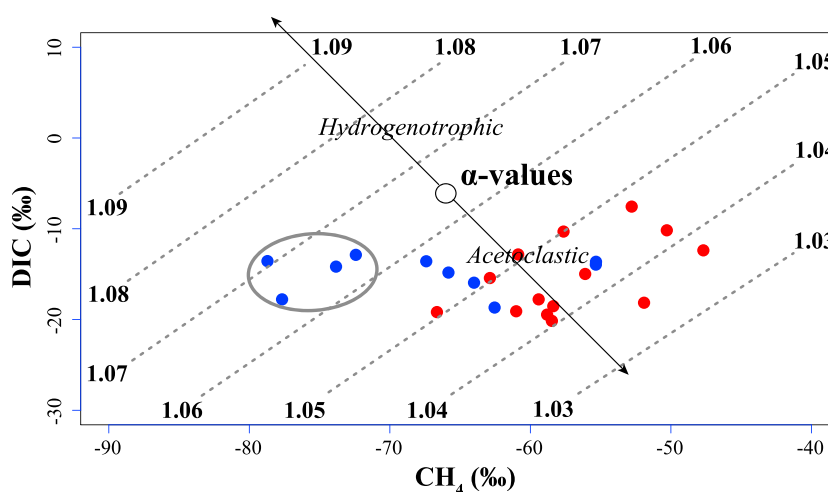 1.09 1.08 1.07 1.06 1.05
10
Hydrogenotrophic
0
1.04
α-values
1.09
-10
1.03
Acetoclastic
DIC (‰)
1.08
-20
1.07
1.06 1.05 1.04 1.03
-30
-90 -80 -70 -60 -50 -40
CH₄ (‰)